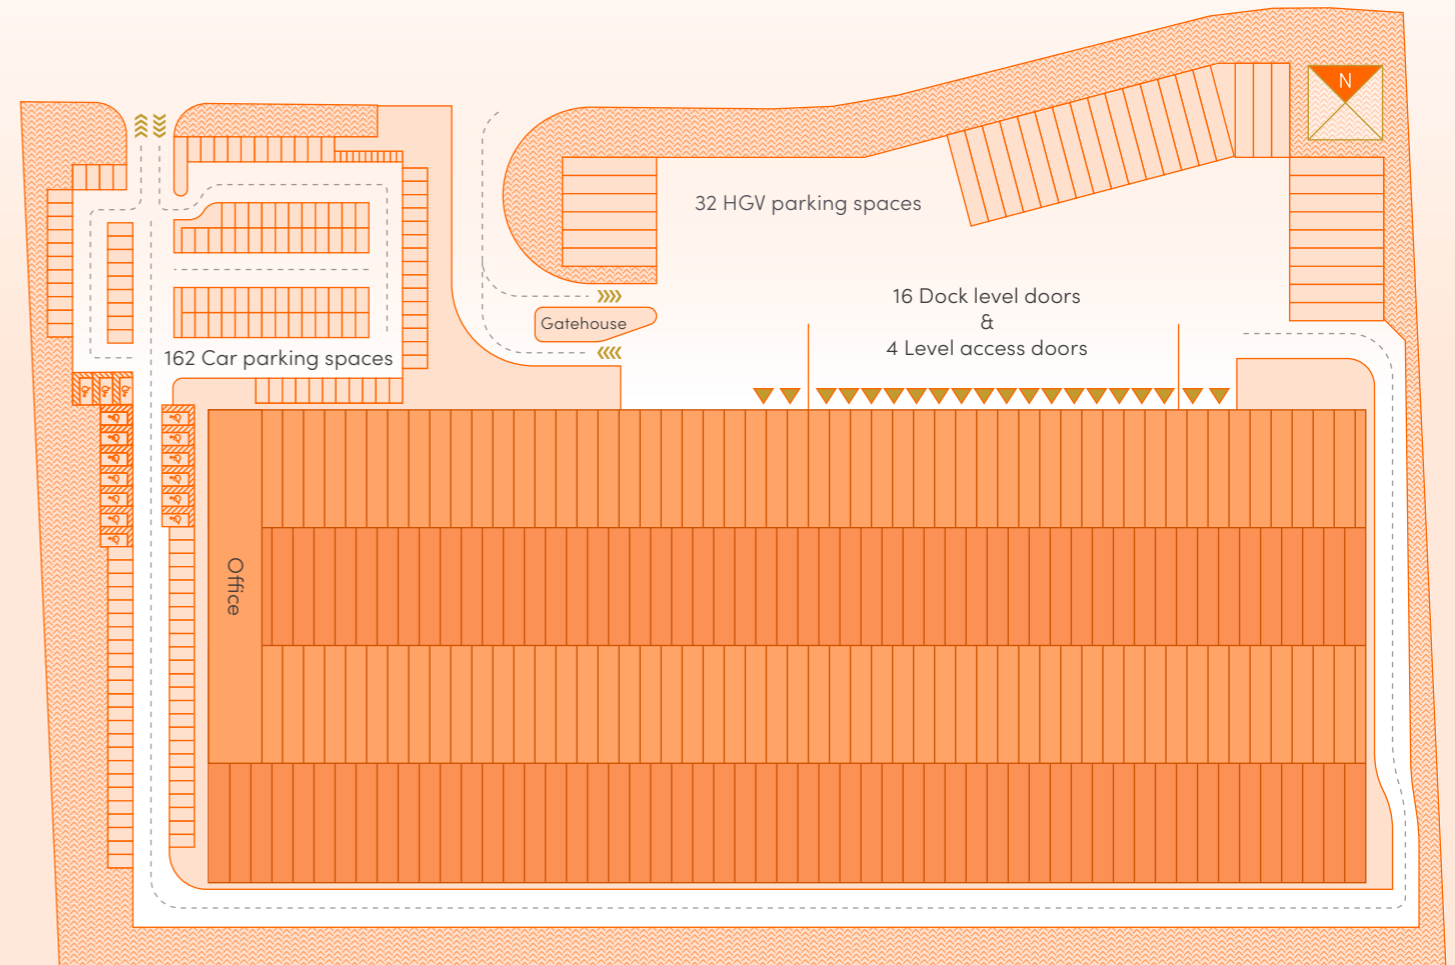 N
32 HGV parking spaces
16 Dock level doors
&
4 Level access doors
Gatehouse
162 Car parking spaces
Office